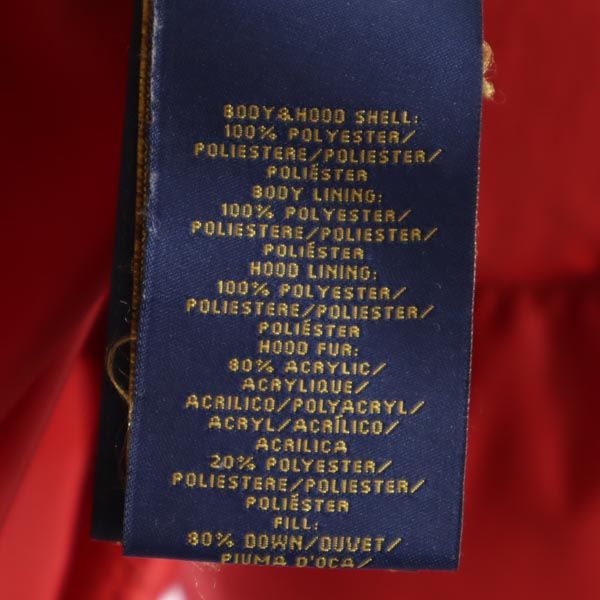 BODY&HOOD SHELL:
100% POLYESTER/
POLIESTERE/POLIESTER/
POLIÉSTER
BODY LINING:
100% POLYESTER/
POLIESTERE/POLIESTER/
POLIÉSTER
HOOD LINING:
100% POLYESTER/
POLIESTERE/POLIESTER/
POLIÉSTER
HOOD FUR:
80% ACRYLIC/
ACRYLIQUE/
ACRILICO/POLYACRYL/
ACRYL/ACRÍLICO/
ACRILICA
20% POLYESTER/
POLIESTERE/POLIESTER/
POLIÉSTER
FILL:
80% DOWN/DUVET/
PIUMA D'OCA/